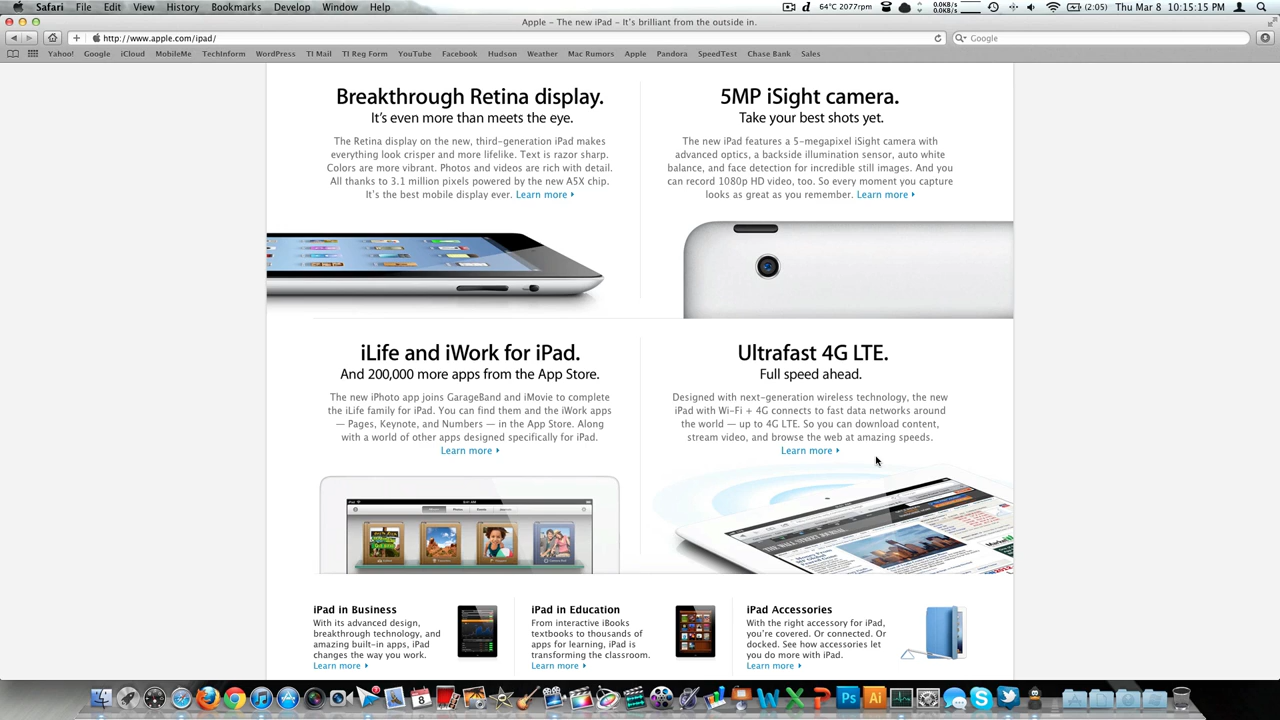 Safari File Edit View History Bookmarks Develop Window Help
64°C 2077rpm
0.0KB/s
0.0KB/s
(2:05) Thu Mar 8 10:15:15 PM
Apple – The new iPad – It's brilliant from the outside in.
http://www.apple.com/ipad/
Google
Yahoo! Google iCloud MobileMe TechInform WordPress TI Mail TI Reg Form YouTube Facebook Hudson Weather Mac Rumors Apple Pandora SpeedTest Chase Bank Sales
Breakthrough Retina display.
It's even more than meets the eye.
The Retina display on the new, third-generation iPad makes
everything look crisper and more lifelike. Text is razor sharp.
Colors are more vibrant. Photos and videos are rich with detail.
All thanks to 3.1 million pixels powered by the new A5X chip.
It's the best mobile display ever. Learn more
5MP iSight camera.
Take your best shots yet.
The new iPad features a 5-megapixel iSight camera with
advanced optics, a backside illumination sensor, auto white
balance, and face detection for incredible still images. And you
can record 1080p HD video, too. So every moment you capture
looks as great as you remember. Learn more
iLife and iWork for iPad.
And 200,000 more apps from the App Store.
The new iPhoto app joins GarageBand and iMovie to complete
the iLife family for iPad. You can find them and the iWork apps
— Pages, Keynote, and Numbers — in the App Store. Along
with a world of other apps designed specifically for iPad.
Learn more
Ultrafast 4G LTE.
Full speed ahead.
Designed with next-generation wireless technology, the new
iPad with Wi-Fi + 4G connects to fast data networks around
the world — up to 4G LTE. So you can download content,
stream video, and browse the web at amazing speeds.
Learn more
iPad in Business
With its advanced design,
breakthrough technology, and
amazing built-in apps, iPad
changes the way you work.
Learn more
iPad in Education
From interactive iBooks
textbooks to thousands of
apps for learning, iPad is
transforming the classroom.
Learn more
iPad Accessories
With the right accessory for iPad,
you're covered. Or connected. Or
docked. See how accessories let
you do more with iPad.
Learn more